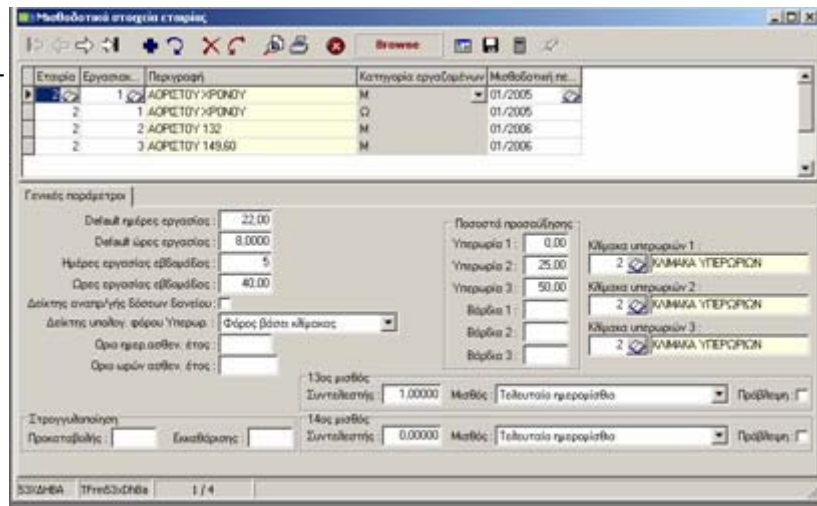 Μισθοδοτικά στοιχεία εταιρίας
Browse
Εταιρία Εργασιακ... Περιγραφή Κατηγορία εργαζομένων Μισθοδοτική πε...
2 1 ΑΟΡΙΣΤΟΥ ΧΡΟΝΟΥ Μ 01/2005
2 1 ΑΟΡΙΣΤΟΥ ΧΡΟΝΟΥ Ω 01/2005
2 2 ΑΟΡΙΣΤΟΥ 132 Μ 01/2006
2 3 ΑΟΡΙΣΤΟΥ 149,60 Μ 01/2006
Γενικές παράμετροι
Default ημέρες εργασίας : 22,00
Default ώρες εργασίας : 8,0000
Ημέρες εργασίας εβδομάδας : 5
Ώρες εργασίας εβδομάδας : 40,00
Δείκτης αναπρ/γής δόσεων δανείου :
Δείκτης υπολογ. φόρου Υπερωρ. : Φόρος βάσει κλίμακας
Όριο ημερ.ασθεν. έτος :
Όριο ωρών ασθεν. έτος :
Ποσοστά προσαύξησης
Υπερωρία 1 : 0,00
Υπερωρία 2 : 25,00
Υπερωρία 3 : 50,00
Βάρδια 1 :
Βάρδια 2 :
Βάρδια 3 :
Κλίμακα υπερωριών 1 :
2 ΚΛΙΜΑΚΑ ΥΠΕΡΩΡΙΩΝ
Κλίμακα υπερωριών 2 :
2 ΚΛΙΜΑΚΑ ΥΠΕΡΩΡΙΩΝ
Κλίμακα υπερωριών 3 :
2 ΚΛΙΜΑΚΑ ΥΠΕΡΩΡΙΩΝ
13ος μισθός
Συντελεστής : 1,00000 Μισθός : Τελευταίο ημερομίσθιο Πρόβλεψη :
Στρογγυλοποίηση
Προκαταβολής : Εκκαθάρισης :
14ος μισθός
Συντελεστής : 0,00000 Μισθός : Τελευταίο ημερομίσθιο Πρόβλεψη :
1 / 4